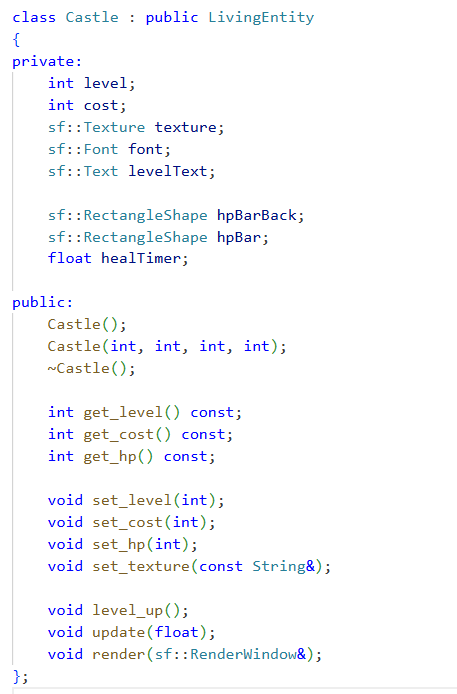 class Castle : public LivingEntity
{
private:
    int level;
    int cost;
    sf::Texture texture;
    sf::Font font;
    sf::Text levelText;

    sf::RectangleShape hpBarBack;
    sf::RectangleShape hpBar;
    float healTimer;

public:
    Castle();
    Castle(int, int, int, int);
    ~Castle();

    int get_level() const;
    int get_cost() const;
    int get_hp() const;

    void set_level(int);
    void set_cost(int);
    void set_hp(int);
    void set_texture(const String&);

    void level_up();
    void update(float);
    void render(sf::RenderWindow&);
};